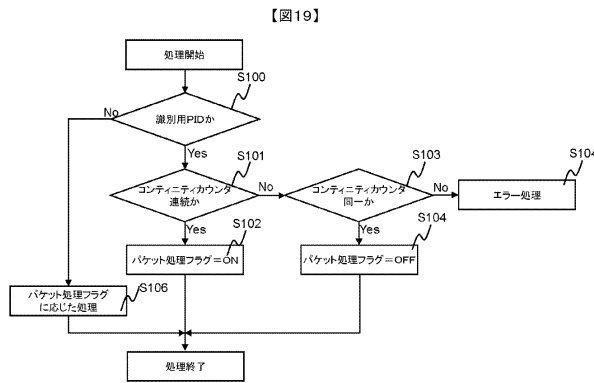 【図19】
処理開始
S100
識別用PIDか
No
Yes
S101
コンティニティカウンタ
連続か
No
Yes
S103
コンティニティカウンタ
同一か
No
Yes
S104
エラー処理
S102
パケット処理フラグ＝ON
S104
パケット処理フラグ＝OFF
パケット処理フラグ
に応じた処理
S106
処理終了